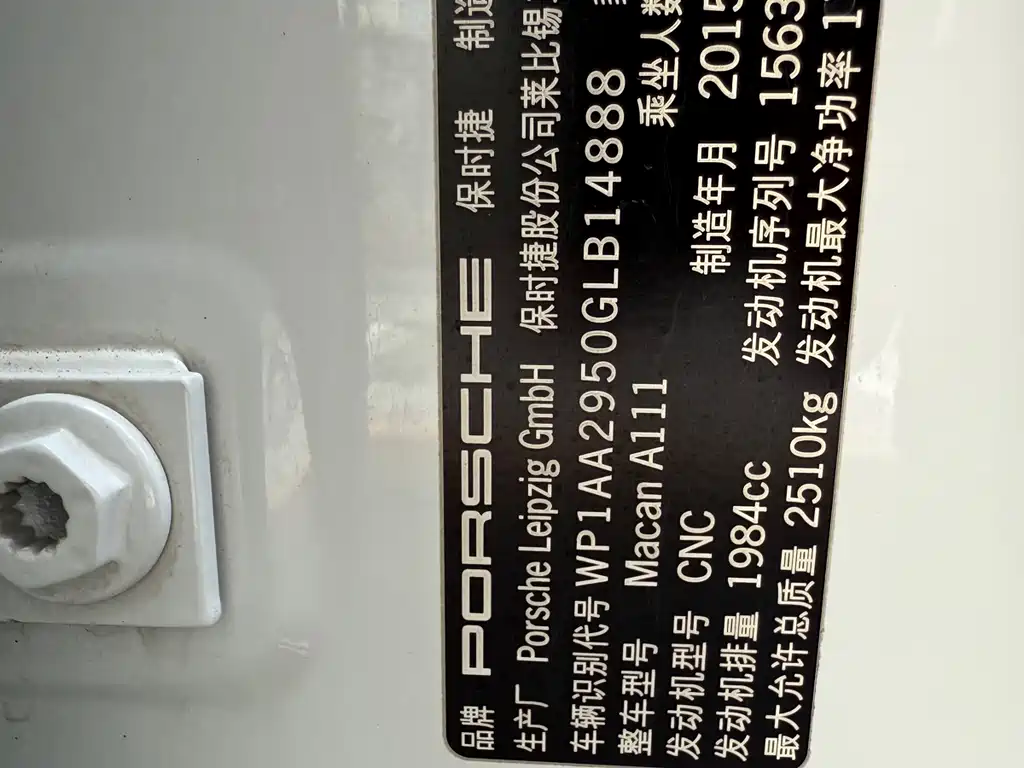 品牌 PORSCHE 保时捷 制造
生产厂 Porsche Leipzig GmbH 保时捷股份公司莱比锡
车辆识别代号 WP1AA2950GLB14888
整车型号 Macan A111 乘坐人数
发动机型号 CNC 制造年月 2015
发动机排量 1984cc 发动机序列号 1563
最大允许总质量 2510kg 发动机最大净功率 1